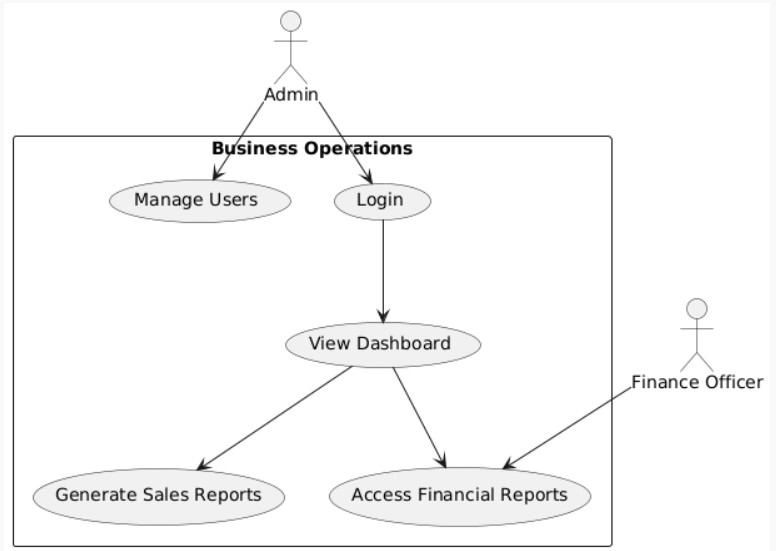 Admin
Business Operations
Manage Users
Login
View Dashboard
Finance Officer
Generate Sales Reports
Access Financial Reports